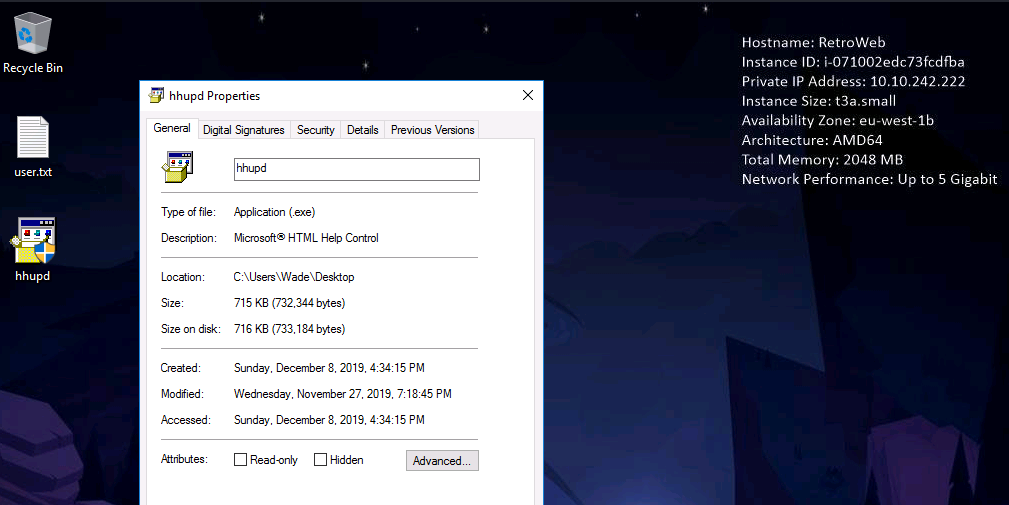 Recycle Bin
user.txt
hhupd
hhupd Properties
General Digital Signatures Security Details Previous Versions
hhupd
Type of file: Application (.exe)
Description: Microsoft® HTML Help Control
Location: C:\Users\Wade\Desktop
Size: 715 KB (732,344 bytes)
Size on disk: 716 KB (733,184 bytes)
Created: Sunday, December 8, 2019, 4:34:15 PM
Modified: Wednesday, November 27, 2019, 7:18:45 PM
Accessed: Sunday, December 8, 2019, 4:34:15 PM
Attributes: Read-only Hidden Advanced...
Hostname: RetroWeb
Instance ID: i-071002edc73fcdfba
Private IP Address: 10.10.242.222
Instance Size: t3a.small
Availability Zone: eu-west-1b
Architecture: AMD64
Total Memory: 2048 MB
Network Performance: Up to 5 Gigabit